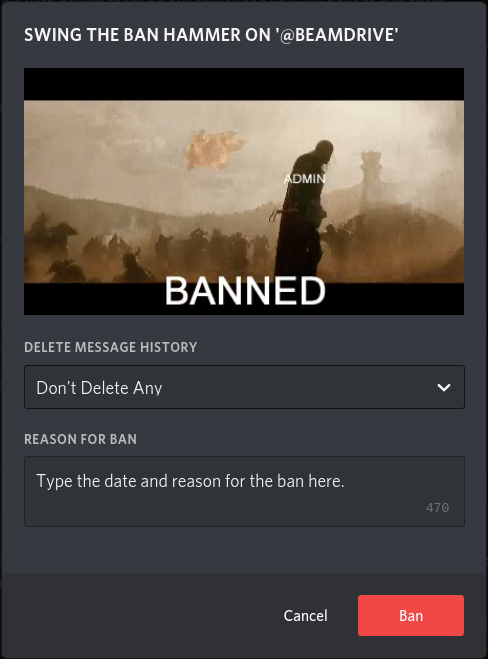 SWING THE BAN HAMMER ON '@BEAMDRIVE'
ADMIN
BANNED
DELETE MESSAGE HISTORY
Don't Delete Any
REASON FOR BAN
Type the date and reason for the ban here.
470
Cancel
Ban